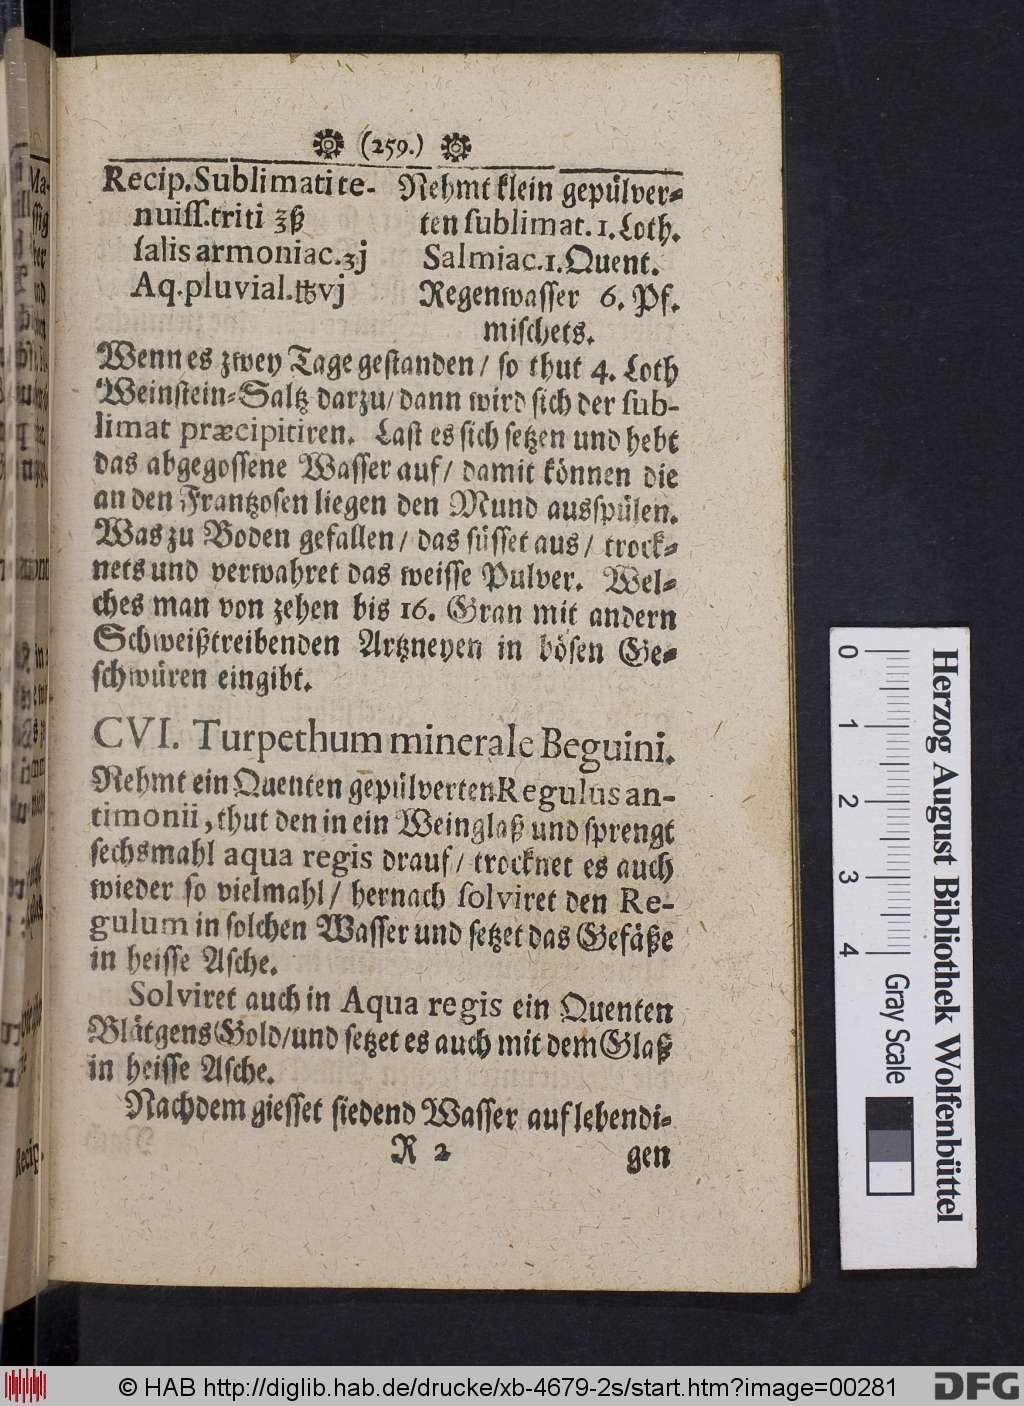 (259.)
Recip. Sublimati te-
nuiſſ. triti ʒß
ſalis armoniac. ʒj
Aq. pluvial. ℔vj
Nehmt klein gepülver⸗
ten ſublimat. 1. Loth.
Salmiac. 1. Quent.
Regenwaſſer 6. Pf.
miſchets.
Wenn es zwey Tage geſtanden / ſo thut 4. Loth
Weinſtein⸗Saltz darzu / dann wird ſich der ſub-
limat præcipitiren. Laſt es ſich ſetzen und hebt
das abgegoſſene Waſſer auf / damit können die
an den Frantzoſen liegen den Mund ausſpülen.
Was zu Boden gefallen / das ſüſſet aus / trock⸗
nets und verwahret das weiſſe Pulver. Wel⸗
ches man von zehen bis 16. Gran mit andern
Schweißtreibenden Artzneyen in böſen Ge⸗
ſchwüren eingibt.
CVI. Turpethum minerale Beguini.
Nehmt ein Quenten gepülverten Regulus an-
timonii, thut den in ein Weinglaß und ſprengt
ſechsmahl aqua regis drauf / trocknet es auch
wieder ſo vielmahl / hernach ſolviret den Re-
gulum in ſolchen Waſſer und ſetzet das Gefäße
in heiſſe Aſche.
Solviret auch in Aqua regis ein Quenten
Blätgens Gold / und ſetzet es auch mit dem Glaß
in heiſſe Aſche.
Nachdem gieſſet ſiedend Waſſer auf lebendi⸗
R 2 gen
0 1 2 3 4
Gray Scale
Herzog August Bibliothek Wolfenbüttel
© HAB http://diglib.hab.de/drucke/xb-4679-2s/start.htm?image=00281
DFG